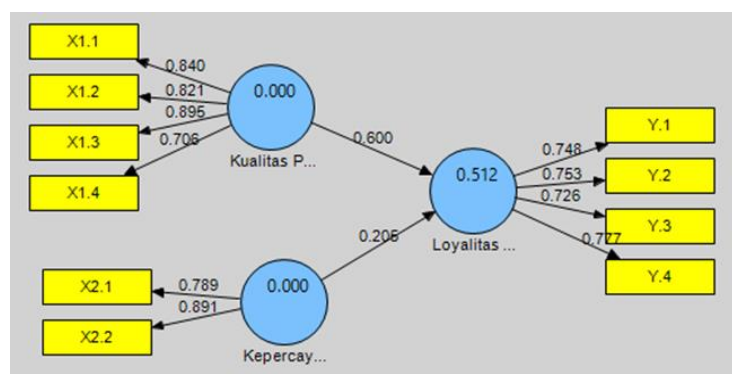 X1.1
X1.2
X1.3
X1.4
0.840
0.821
0.895
0.706
0.000
Kualitas P...
0.600
X2.1
X2.2
0.789
0.891
0.000
Kepercay...
0.205
0.512
Loyalitas ...
0.748
0.753
0.726
0.777
Y.1
Y.2
Y.3
Y.4